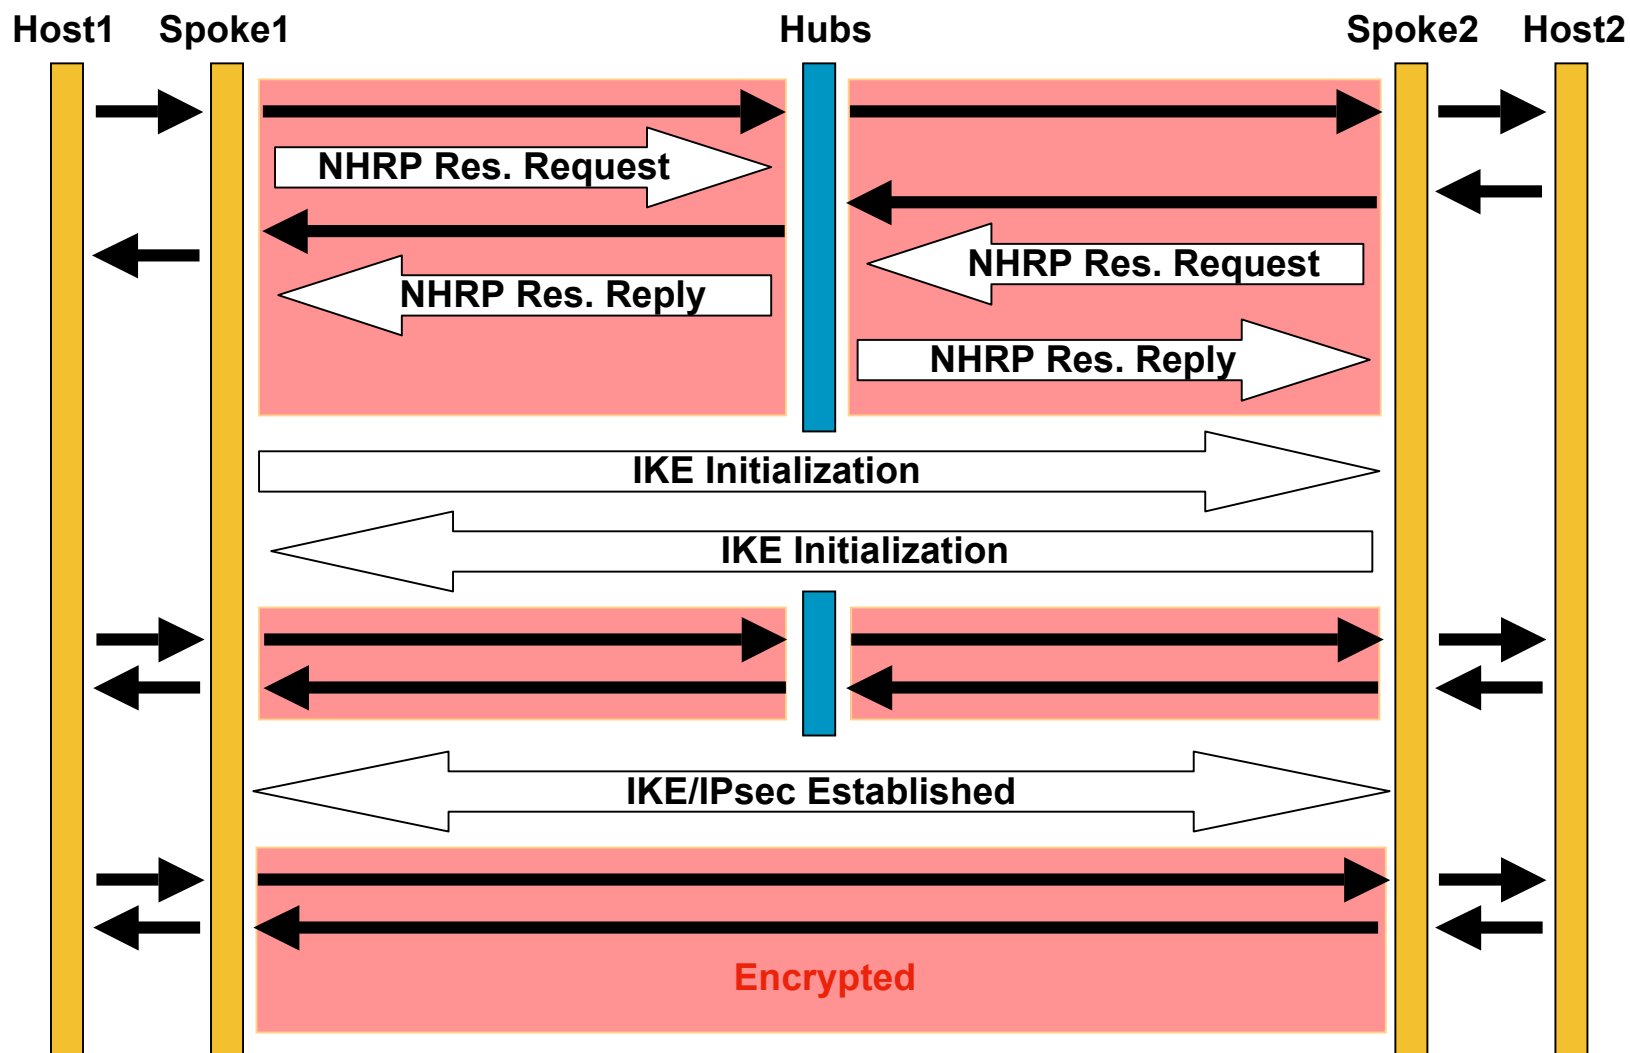 Host1 Spoke1 Hubs Spoke2 Host2
NHRP Res. Request
NHRP Res. Request
NHRP Res. Reply
NHRP Res. Reply
IKE Initialization
IKE Initialization
IKE/IPsec Established
Encrypted